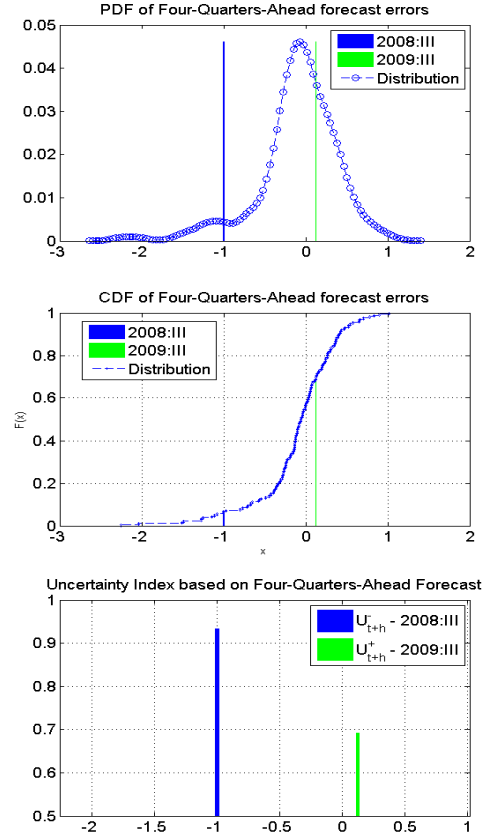 PDF of Four-Quarters-Ahead forecast errors
0.05
0.04
0.03
0.02
0.01
0
2008:III
2009:III
Distribution
-3
-2
-1
0
1
2
CDF of Four-Quarters-Ahead forecast errors
1
0.8
0.6
0.4
0.2
0
F(x)
2008:III
2009:III
Distribution
-3
-2
-1
0
1
2
x
Uncertainty Index based on Four-Quarters-Ahead Forecast
1
0.9
0.8
0.7
0.6
0.5
U⁻t+h - 2008:III
U⁺t+h - 2009:III
-2
-1.5
-1
-0.5
0
0.5
1